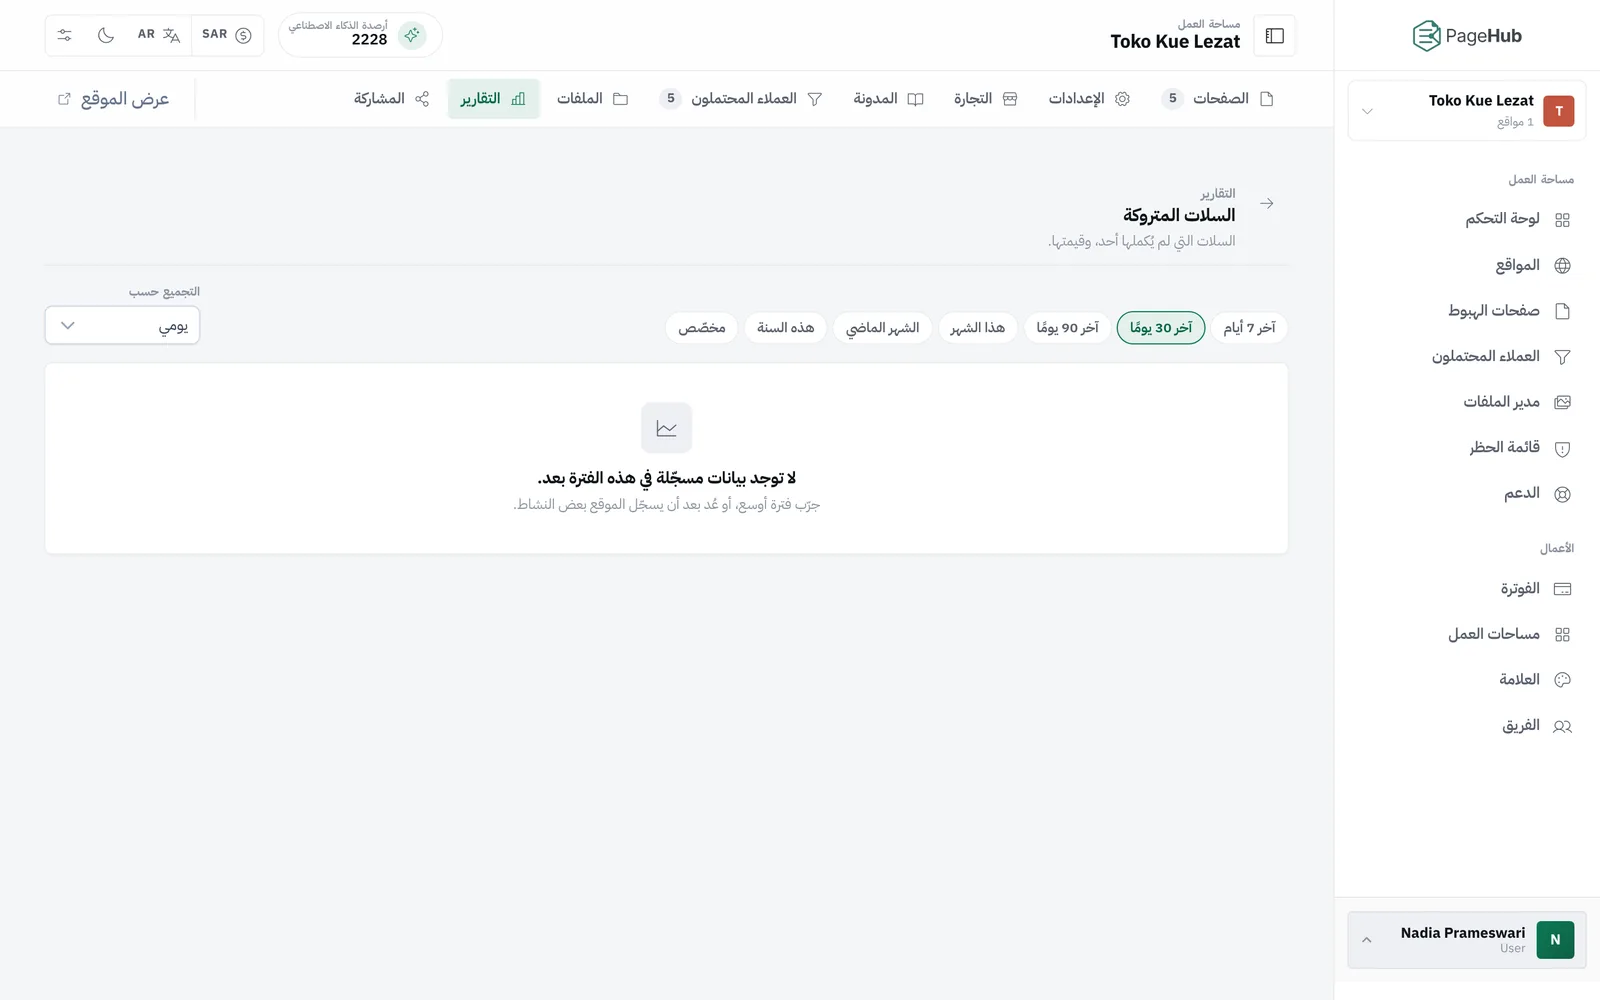 PageHub
Toko Kue Lezat
1 مواقع
T
مساحة العمل
لوحة التحكم
المواقع
صفحات الهبوط
العملاء المحتملون
مدير الملفات
قائمة الحظر
الدعم
الأعمال
الفوترة
مساحات العمل
العلامة
الفريق
Nadia Prameswari
User
N
مساحة العمل
Toko Kue Lezat
أرصدة الذكاء الاصطناعي
2228
SAR
AR
الصفحات 5
الإعدادات
التجارة
المدونة
العملاء المحتملون 5
الملفات
التقارير
المشاركة
عرض الموقع
التقارير
السلات المتروكة
السلات التي لم يُكملها أحد، وقيمتها.
آخر 7 أيام
آخر 30 يومًا
آخر 90 يومًا
هذا الشهر
الشهر الماضي
هذه السنة
مخصّص
التجميع حسب
يومي
لا توجد بيانات مسجّلة في هذه الفترة بعد.
جرّب فترة أوسع، أو عُد بعد أن يسجّل الموقع بعض النشاط.